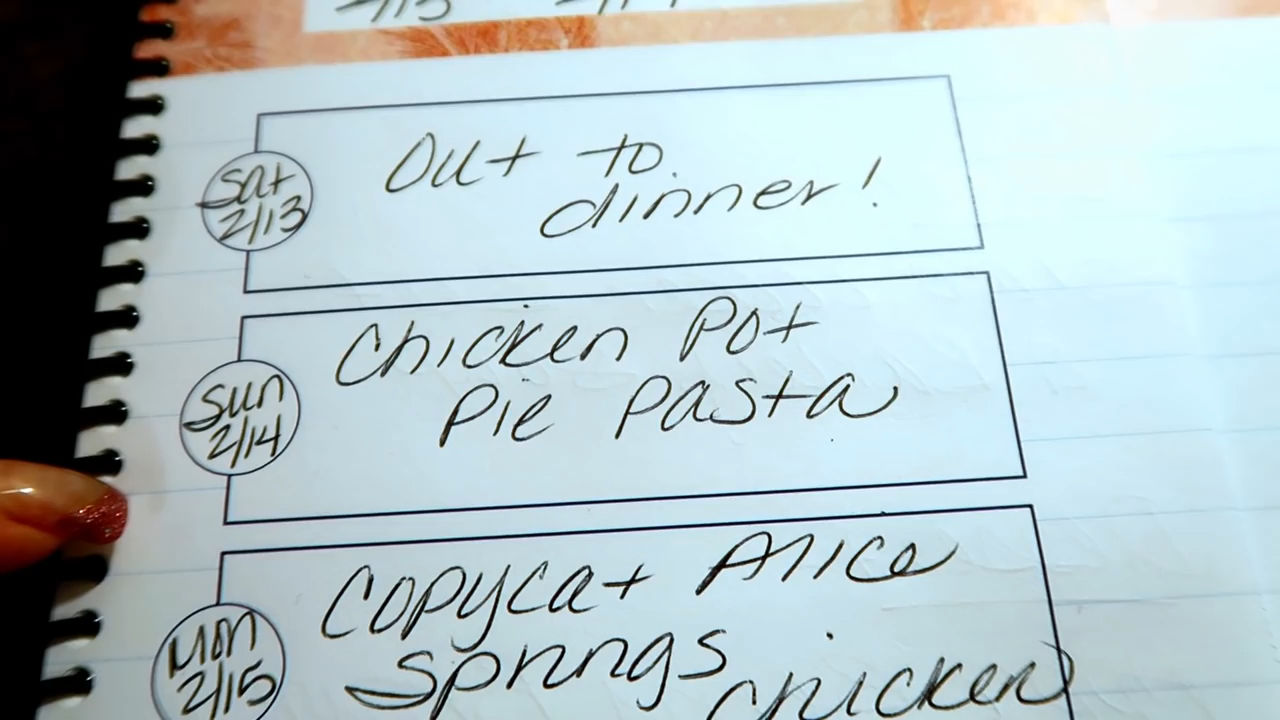 Sat
2/13
Out to
dinner!
Sun
2/14
Chicken Pot
Pie Pasta
Mon
2/15
Copycat Alice
Springs
Chicken